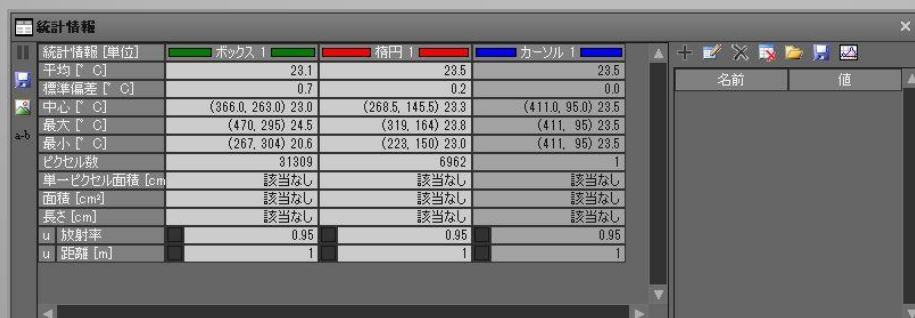 統計情報
統計情報 [単位] ボックス 1 楕円 1 カーソル 1
平均[° C] 23.1 23.5 23.5
標準偏差[° C] 0.7 0.2 0.0
中心[° C] (366.0, 263.0) 23.0 (268.5, 145.5) 23.3 (411.0, 95.0) 23.5
最大[° C] (470, 295) 24.5 (319, 164) 23.8 (411, 95) 23.5
最小[° C] (267, 304) 20.6 (223, 150) 23.0 (411, 95) 23.5
ピクセル数 31309 6962 1
単一ピクセル面積 [cm 該当なし 該当なし 該当なし
面積 [cm²] 該当なし 該当なし 該当なし
長さ [cm] 該当なし 該当なし 該当なし
u 放射率 0.95 0.95 0.95
u 距離 [m] 1 1 1
a-b
名前 値